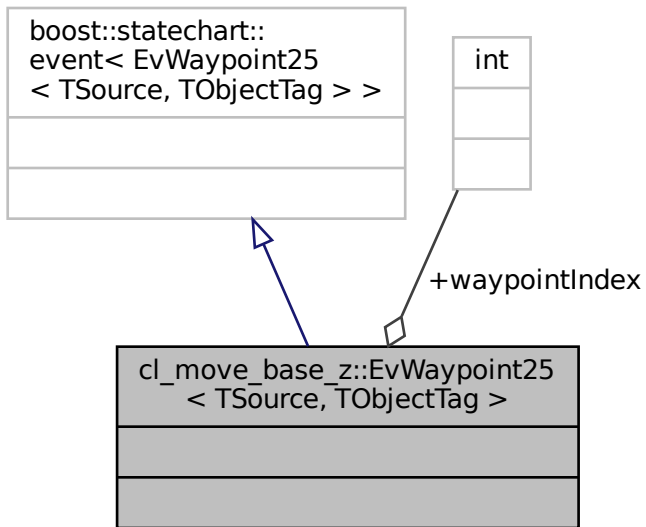 boost::statechart::
event< EvWaypoint25
< TSource, TObjectTag > >
int
+waypointIndex
cl_move_base_z::EvWaypoint25
< TSource, TObjectTag >